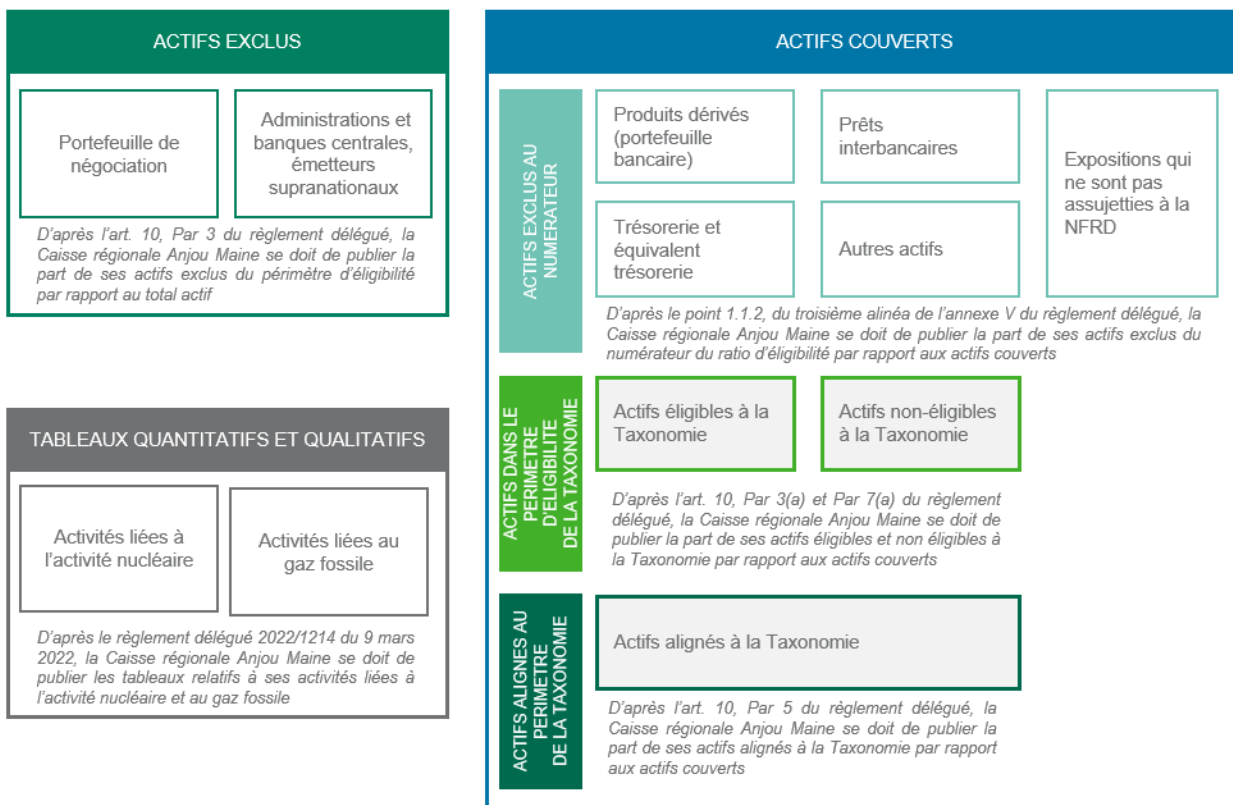 ACTIFS EXCLUS
Portefeuille de
négociation
Administrations et
banques centrales,
émetteurs
supranationaux
D'après l'art. 10, Par 3 du règlement délégué, la
Caisse régionale Anjou Maine se doit de publier la
part de ses actifs exclus du périmètre d'éligibilité
par rapport au total actif
TABLEAUX QUANTITATIFS ET QUALITATIFS
Activités liées à
l'activité nucléaire
Activités liées au
gaz fossile
D'après le règlement délégué 2022/1214 du 9 mars
2022, la Caisse régionale Anjou Maine se doit de
publier les tableaux relatifs à ses activités liées à
l'activité nucléaire et au gaz fossile
ACTIFS COUVERTS
ACTIFS EXCLUS AU
NUMERATEUR
Produits dérivés
(portefeuille
bancaire)
Prêts
interbancaires
Expositions qui
ne sont pas
assujetties à la
NFRD
Trésorerie et
équivalent
trésorerie
Autres actifs
D'après le point 1.1.2, du troisième alinéa de l'annexe V du règlement délégué, la
Caisse régionale Anjou Maine se doit de publier la part de ses actifs exclus du
numérateur du ratio d'éligibilité par rapport aux actifs couverts
ACTIFS DANS LE
PERIMETRE
D'ELIGIBILITE
DE LA TAXONOMIE
Actifs éligibles à la
Taxonomie
Actifs non-éligibles
à la Taxonomie
D'après l'art. 10, Par 3(a) et Par 7(a) du règlement
délégué, la Caisse régionale Anjou Maine se doit de
publier la part de ses actifs éligibles et non éligibles à
la Taxonomie par rapport aux actifs couverts
ACTIFS ALIGNES AU
PERIMETRE
DE LA TAXONOMIE
Actifs alignés à la Taxonomie
D'après l'art. 10, Par 5 du règlement délégué, la
Caisse régionale Anjou Maine se doit de publier la
part de ses actifs alignés à la Taxonomie par rapport
aux actifs couverts